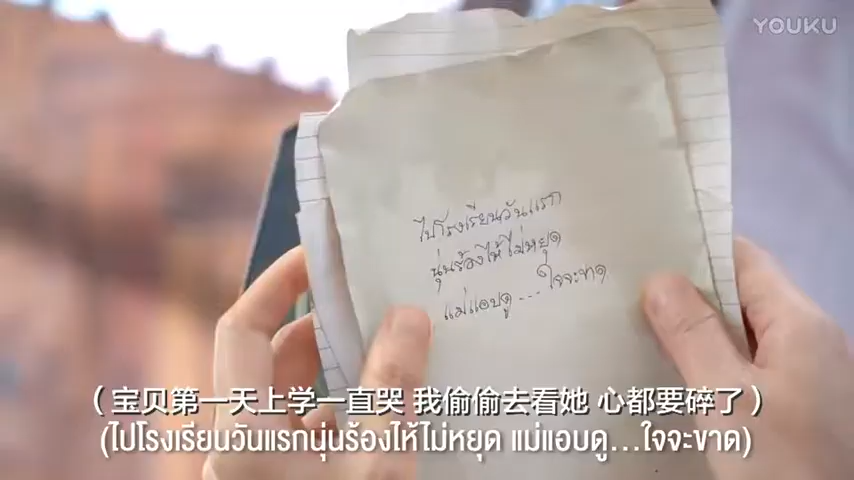 YOUKU
ไปโรงเรียนวันแรก
นุ่นร้องไห้ไม่หยุด
แม่แอบดู... ใจจะขาด
（宝贝第一天上学一直哭 我偷偷去看她 心都要碎了）
(ไปโรงเรียนวันแรกนุ่นร้องไห้ไม่หยุด แม่แอบดู...ใจจะขาด)